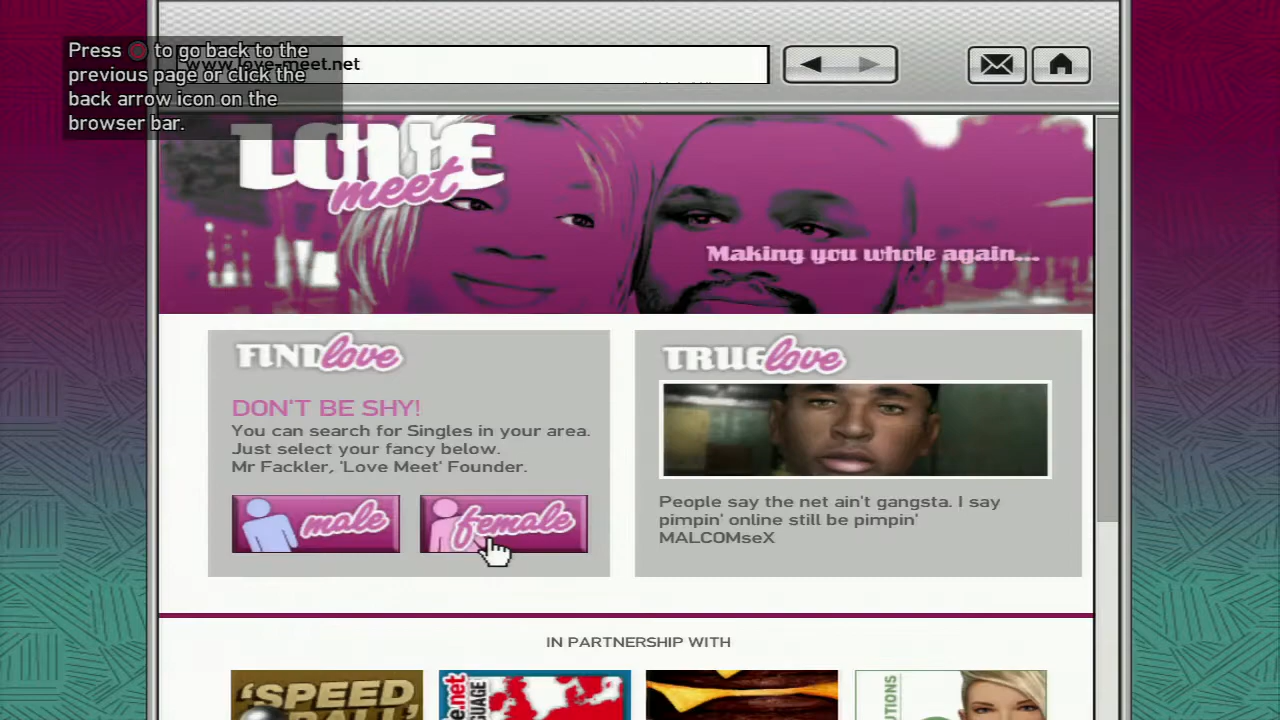 Press to go back to the
previous page or click the
back arrow icon on the
browser bar.
www.love-meet.net
LOVE
meet
Making you whole again...
FINDlove
DON'T BE SHY!
You can search for Singles in your area.
Just select your fancy below.
Mr Fackler, 'Love Meet' Founder.
male
female
TRUElove
People say the net ain't gangsta. I say
pimpin' online still be pimpin'
MALCOMseX
IN PARTNERSHIP WITH
'SPEED
BALL'